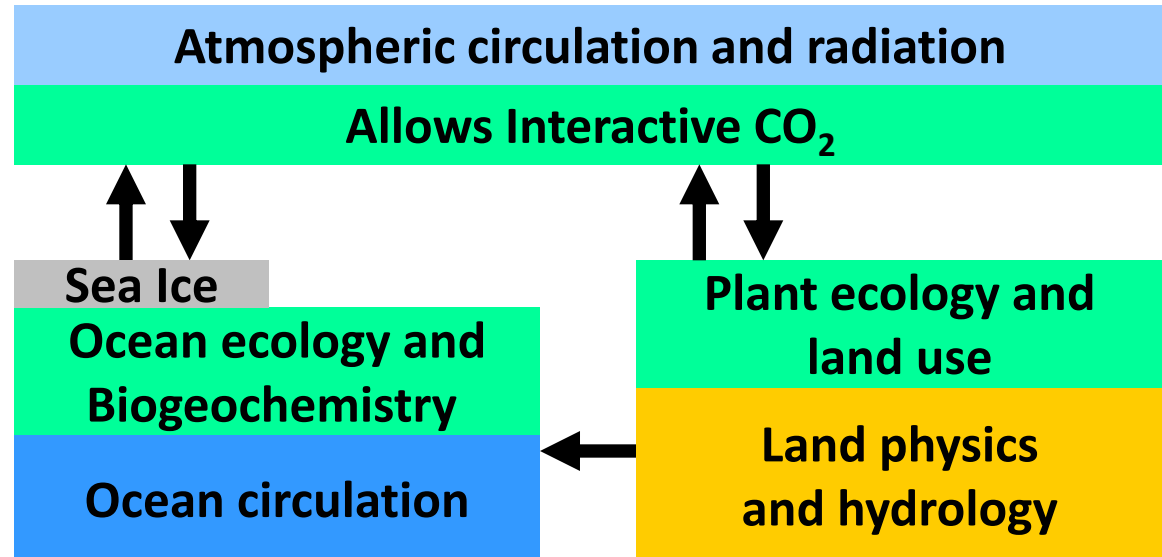 Atmospheric circulation and radiation
Allows Interactive CO₂
Sea Ice
Ocean ecology and
Biogeochemistry
Ocean circulation
Plant ecology and
land use
Land physics
and hydrology